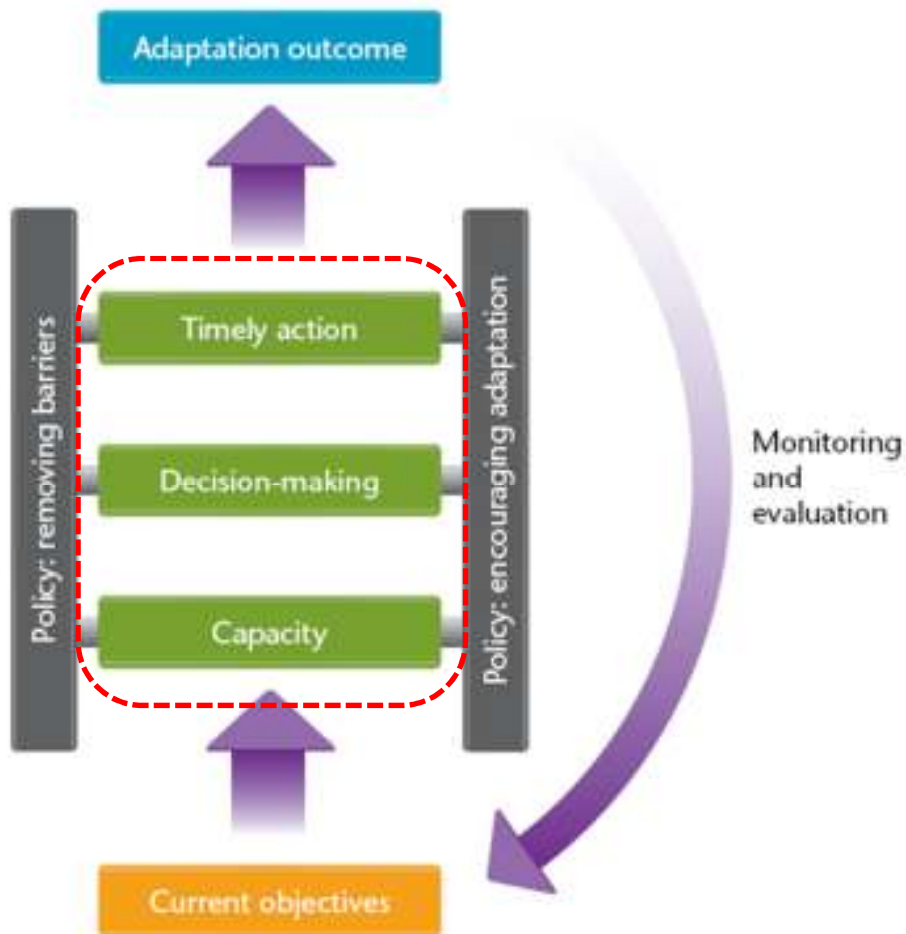 Adaptation outcome
Policy: removing barriers
Timely action
Decision-making
Capacity
Policy: encouraging adaptation
Monitoring
and
evaluation
Current objectives